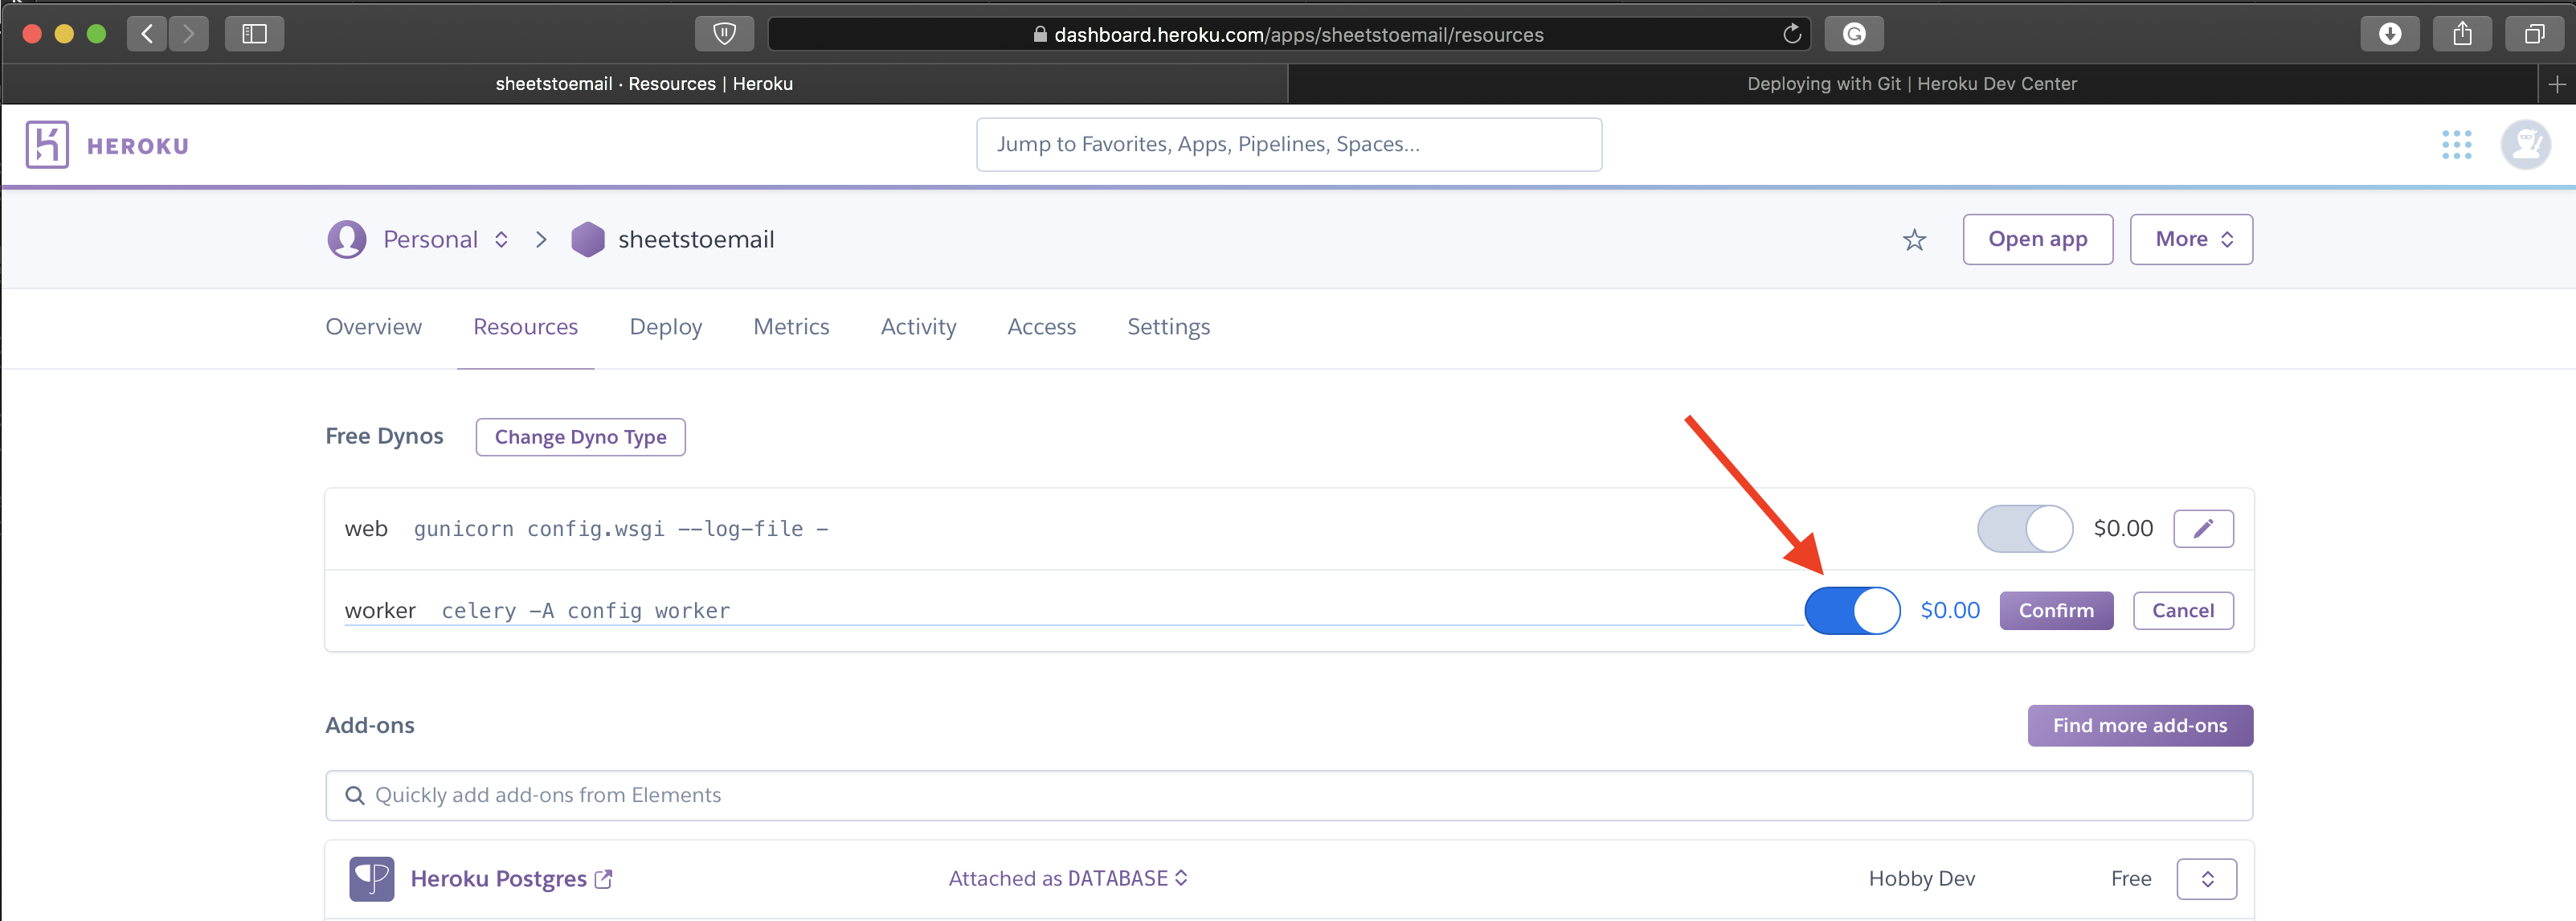 dashboard.heroku.com/apps/sheetstoemail/resources
sheetstoemail · Resources | Heroku
Deploying with Git | Heroku Dev Center
HEROKU
Jump to Favorites, Apps, Pipelines, Spaces...
Personal
sheetstoemail
Open app
More
Overview Resources Deploy Metrics Activity Access Settings
Free Dynos Change Dyno Type
web gunicorn config.wsgi --log-file - $0.00
worker celery -A config worker $0.00 Confirm Cancel
Add-ons Find more add-ons
Quickly add add-ons from Elements
Heroku Postgres Attached as DATABASE Hobby Dev Free